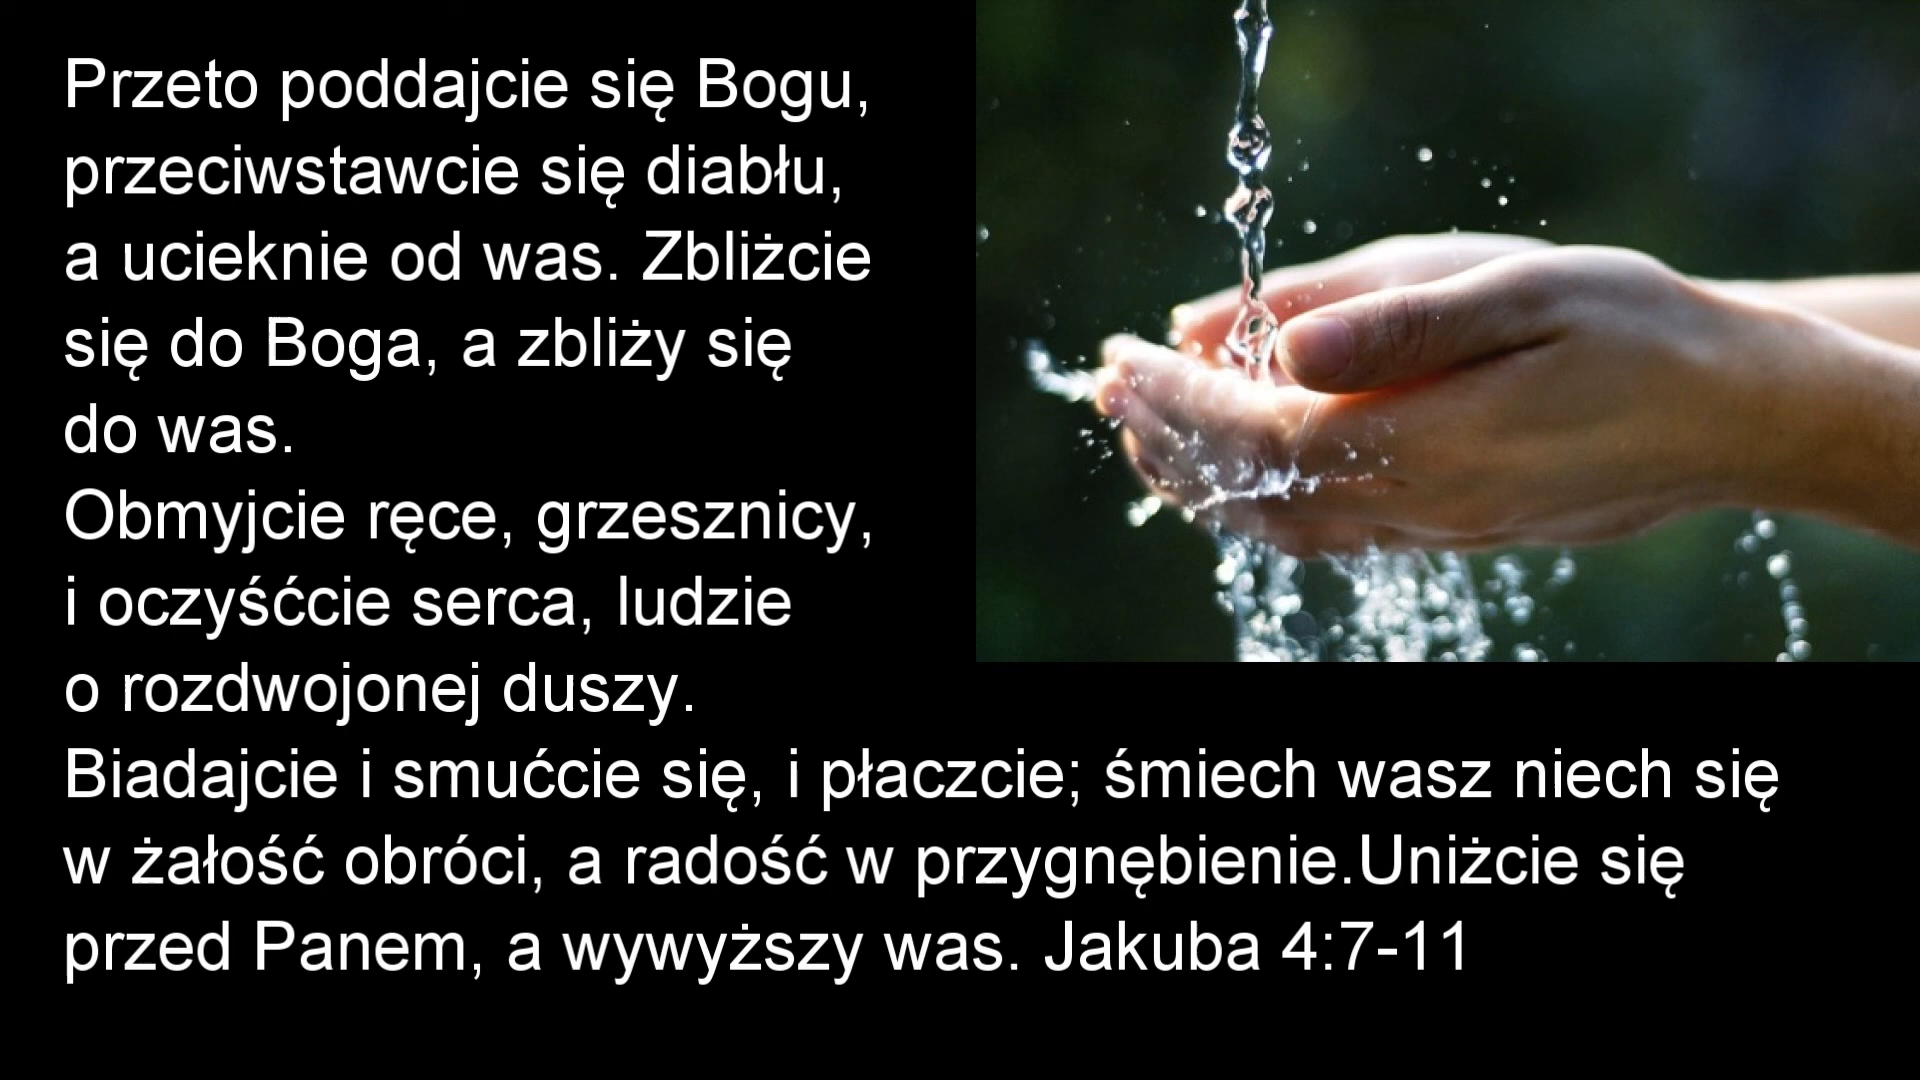 Przeto poddajcie się Bogu,
przeciwstawcie się diabłu,
a ucieknie od was. Zbliżcie
się do Boga, a zbliży się
do was.
Obmyjcie ręce, grzesznicy,
i oczyśćcie serca, ludzie
o rozdwojonej duszy.
Biadajcie i smućcie się, i płaczcie; śmiech wasz niech się
w żałość obróci, a radość w przygnębienie.Uniżcie się
przed Panem, a wywyższy was. Jakuba 4:7-11